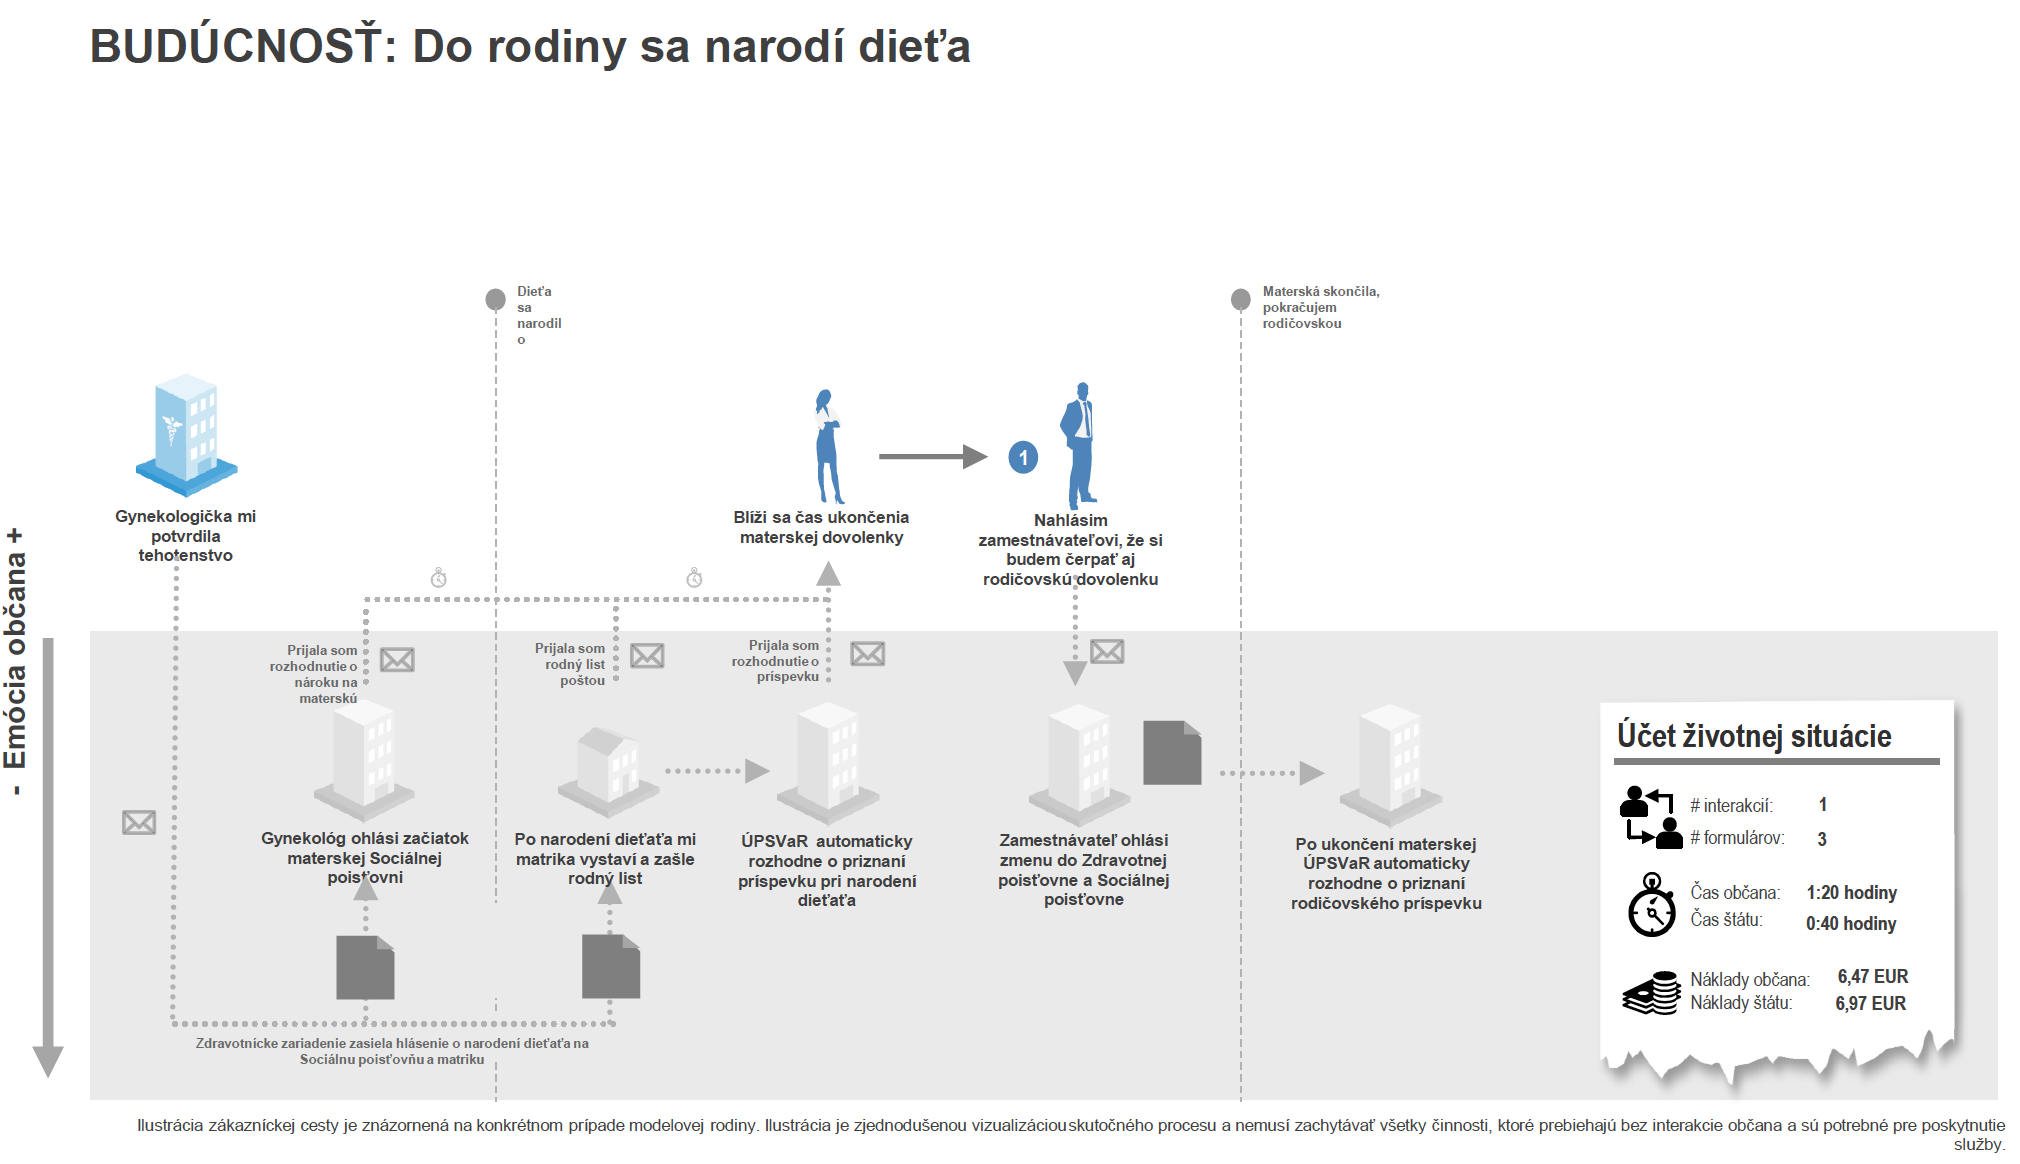 BUDÚCNOSŤ: Do rodiny sa narodí dieťa
Dieťa
sa
narodil
o
Materská skončila,
pokračujem
rodičovskou
Gynekologička mi
potvrdila
tehotenstvo
Blíži sa čas ukončenia
materskej dovolenky
1
Nahlásim
zamestnávateľovi, že si
budem čerpať aj
rodičovskú dovolenku
- Emócia občana +
Prijala som
rozhodnutie o
nároku na
materskú
Prijala som
rodný list
poštou
Prijala som
rozhodnutie o
príspevku
Gynekológ ohlási začiatok
materskej Sociálnej
poisťovni
Po narodení dieťaťa mi
matrika vystaví a zašle
rodný list
ÚPSVaR automaticky
rozhodne o priznaní
príspevku pri narodení
dieťaťa
Zamestnávateľ ohlási
zmenu do Zdravotnej
poisťovne a Sociálnej
poisťovne
Po ukončení materskej
ÚPSVaR automaticky
rozhodne o priznaní
rodičovského príspevku
Zdravotnícke zariadenie zasiela hlásenie o narodení dieťaťa na
Sociálnu poisťovňu a matriku
Účet životnej situácie
# interakcií: 1
# formulárov: 3
Čas občana: 1:20 hodiny
Čas štátu: 0:40 hodiny
Náklady občana: 6,47 EUR
Náklady štátu: 6,97 EUR
Ilustrácia zákazníckej cesty je znázornená na konkrétnom prípade modelovej rodiny. Ilustrácia je zjednodušenou vizualizáciou skutočného procesu a nemusí zachytávať všetky činnosti, ktoré prebiehajú bez interakcie občana a sú potrebné pre poskytnutie
služby.